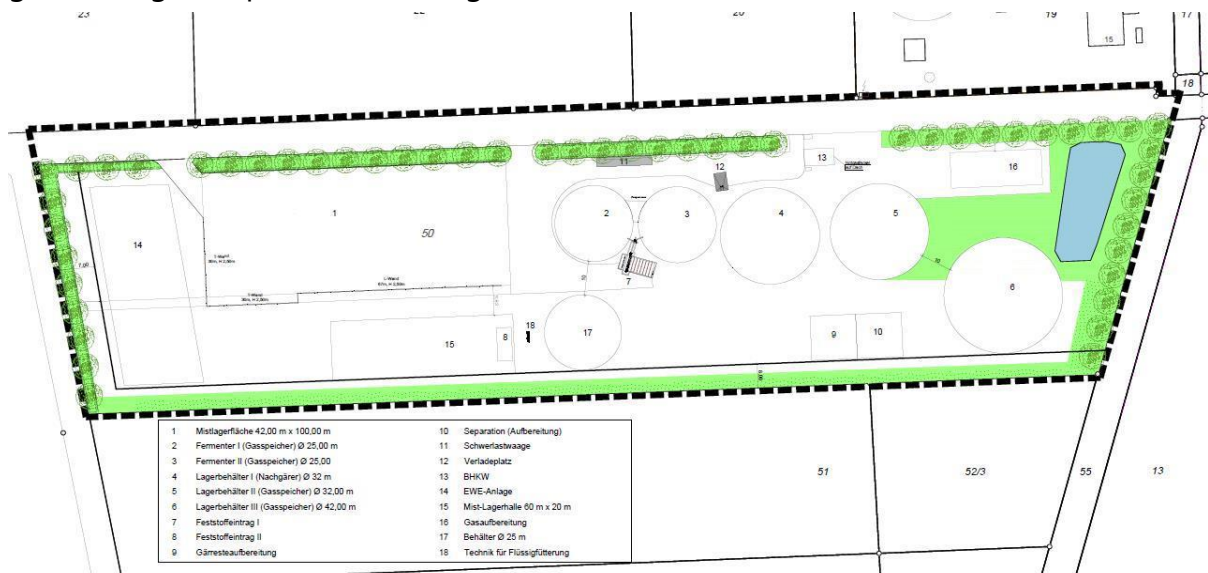 23
22
20
19
17
15
18
11
12
13
16
1
50
2
3
4
5
14
7
6
17
18
15
8
9
10
1 Mistlagerfläche 42,00 m x 100,00 m
2 Fermenter I (Gasspeicher) Ø 25,00 m
3 Fermenter II (Gasspeicher) Ø 25,00
4 Lagerbehälter I (Nachgärer) Ø 32 m
5 Lagerbehälter II (Gasspeicher) Ø 32,00 m
6 Lagerbehälter III (Gasspeicher) Ø 42,00 m
7 Feststoffeintrag I
8 Feststoffeintrag II
9 Gärresteaufbereitung
10 Separation (Aufbereitung)
11 Schwerlastwaage
12 Verladeplatz
13 BHKW
14 EWE-Anlage
15 Mist-Lagerhalle 60 m x 20 m
16 Gasaufbereitung
17 Behälter Ø 25 m
18 Technik für Flüssigfütterung
51
52/3
55
13